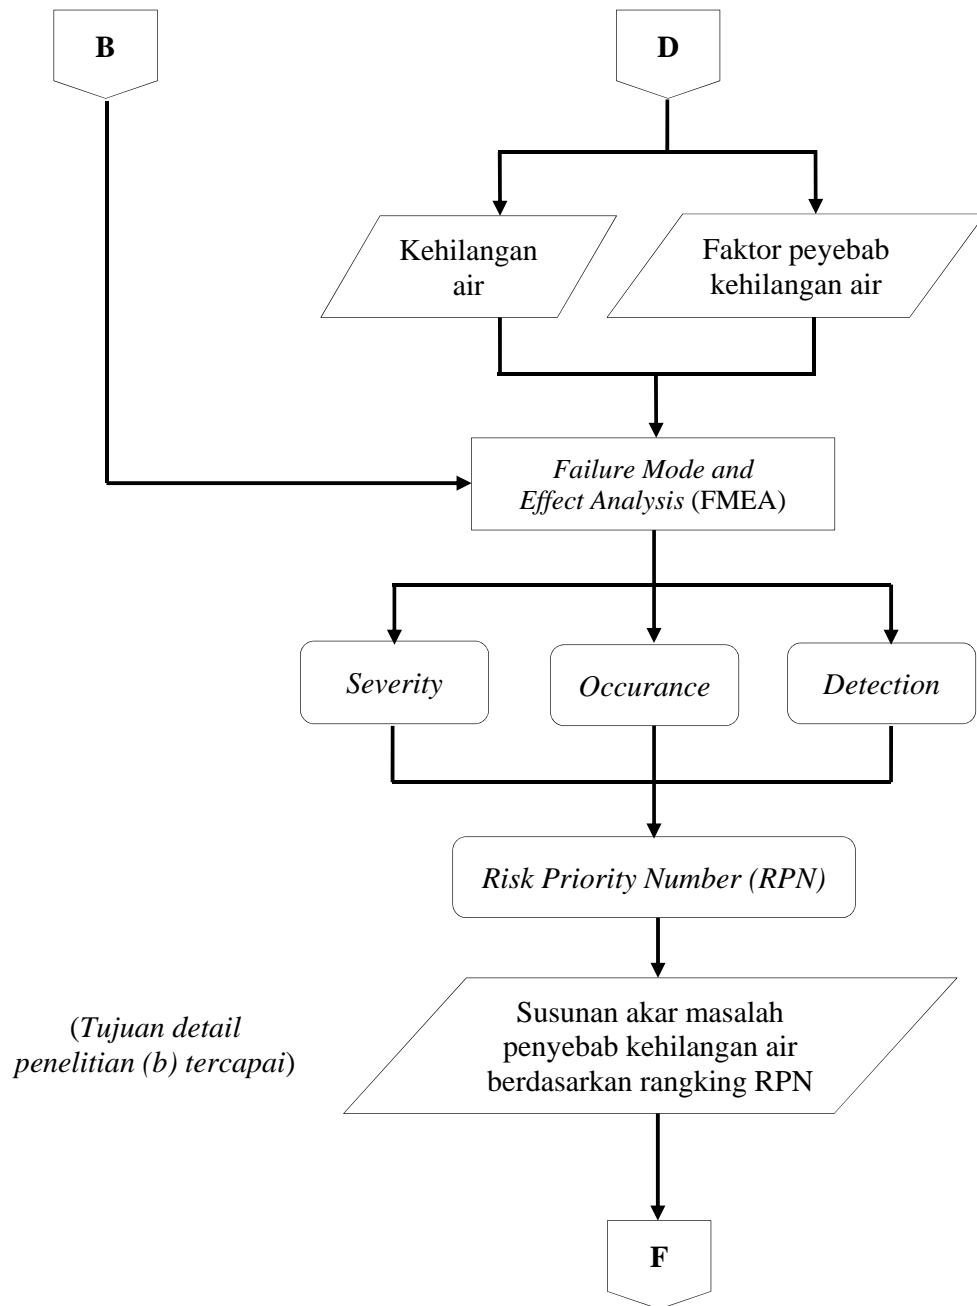 B
D
Kehilangan
air
Faktor peyebab
kehilangan air
Failure Mode and
Effect Analysis (FMEA)
Severity
Occurance
Detection
Risk Priority Number (RPN)
(Tujuan detail
penelitian (b) tercapai)
Susunan akar masalah
penyebab kehilangan air
berdasarkan rangking RPN
F